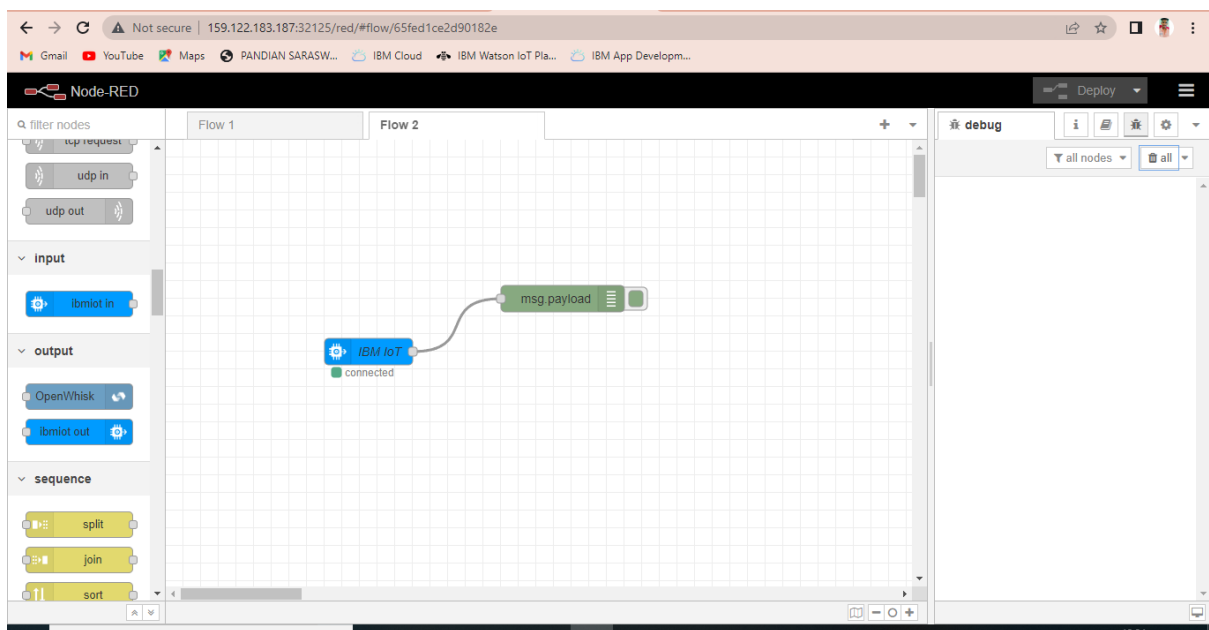 Not secure | 159.122.183.187:32125/red/#flow/65fed1ce2d90182e
Gmail YouTube Maps PANDIAN SARASW... IBM Cloud IBM Watson IoT Pla... IBM App Developm...
Node-RED Deploy
filter nodes Flow 1 Flow 2 debug i
all nodes all
tcp request
udp in
udp out
input
ibmiot in
msg.payload
output
IBM IoT
connected
OpenWhisk
ibmiot out
sequence
split
join
sort